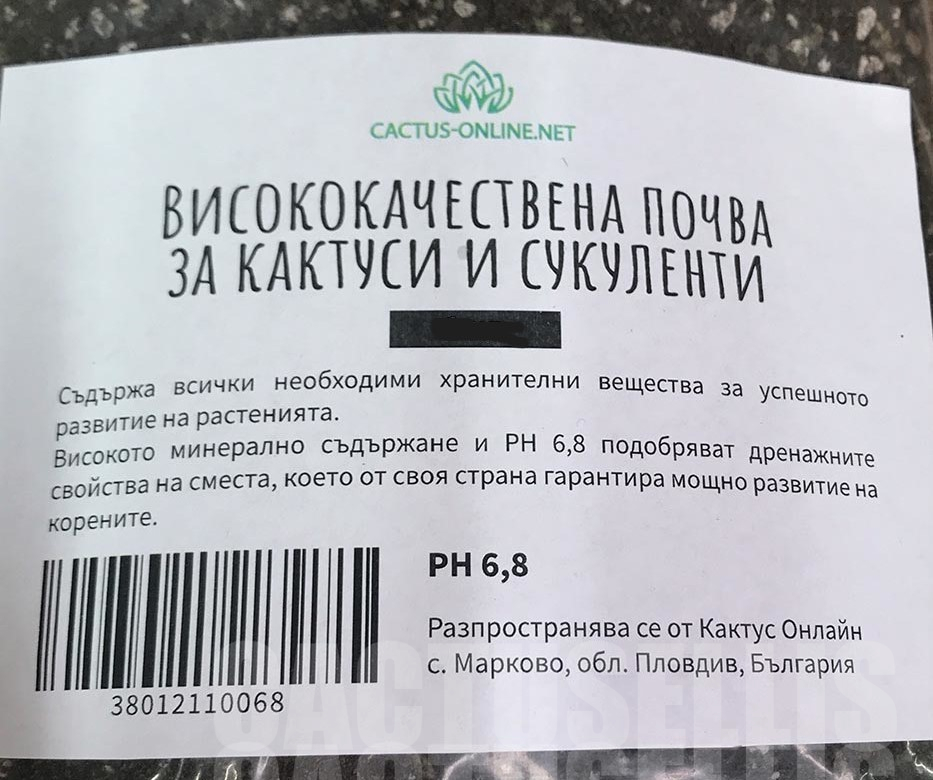 CACTUS-ONLINE.NET
ВИСОКОКАЧЕСТВЕНА ПОЧВА
ЗА КАКТУСИ И СУКУЛЕНТИ
Съдържа всички необходими хранителни вещества за успешното
развитие на растенията.
Високото минерално съдържане и PH 6,8 подобряват дренажните
свойства на сместа, което от своя страна гарантира мощно развитие на
корените.
PH 6,8
Разпространява се от Кактус Онлайн
с. Марково, обл. Пловдив, България
38012110068
CACTUSELLIS